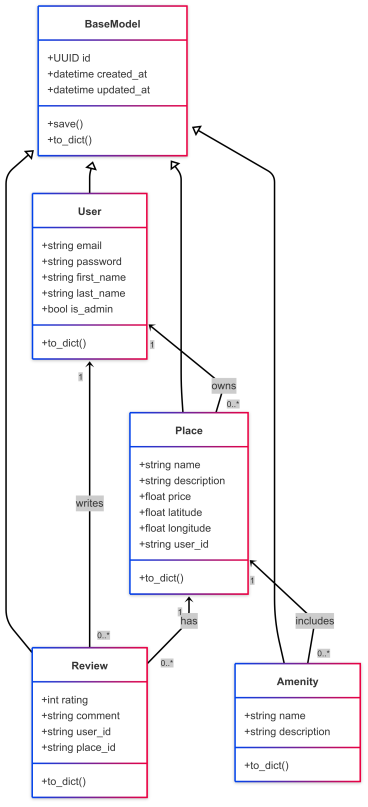 BaseModel
+UUID id
+datetime created_at
+datetime updated_at
+save()
+to_dict()
User
+string email
+string password
+string first_name
+string last_name
+bool is_admin
+to_dict()
1
1
owns
0..*
Place
+string name
+string description
+float price
+float latitude
+float longitude
+string user_id
+to_dict()
writes
1
1
has
includes
0..*
0..*
0..*
Review
+int rating
+string comment
+string user_id
+string place_id
+to_dict()
Amenity
+string name
+string description
+to_dict()